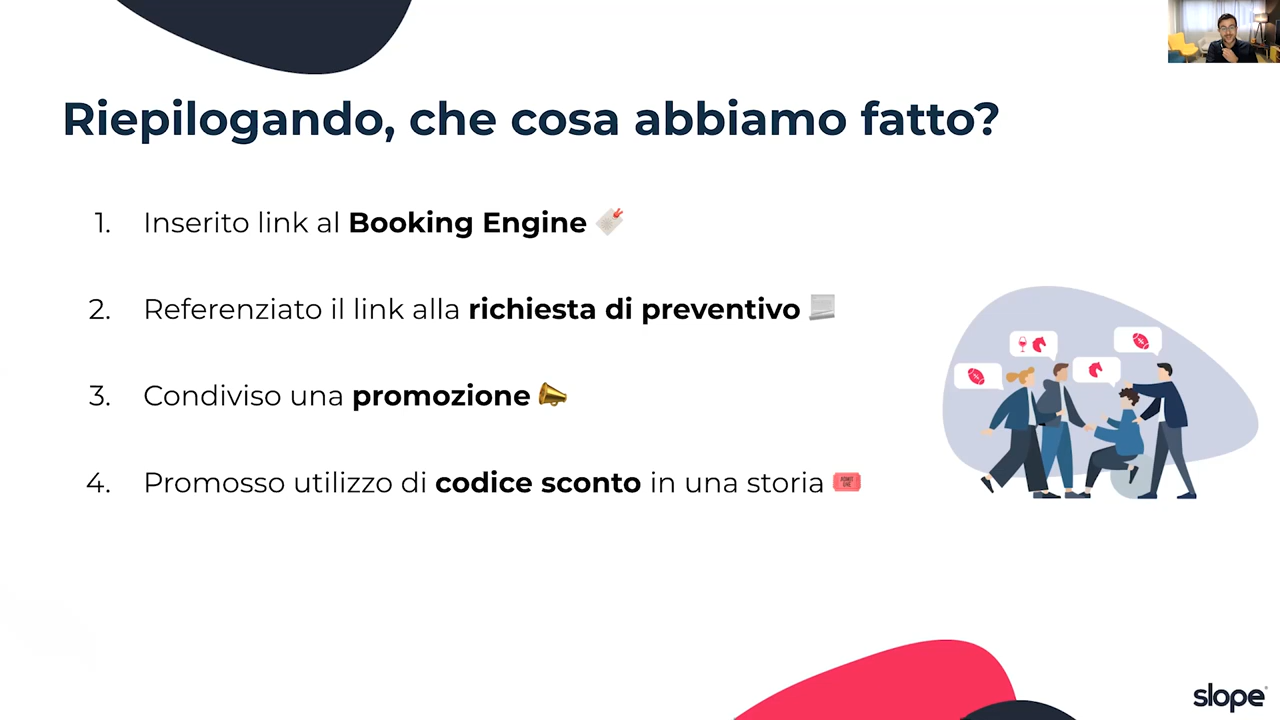 Riepilogando, che cosa abbiamo fatto?
1. Inserito link al Booking Engine
2. Referenziato il link alla richiesta di preventivo
3. Condiviso una promozione
4. Promosso utilizzo di codice sconto in una storia
slope